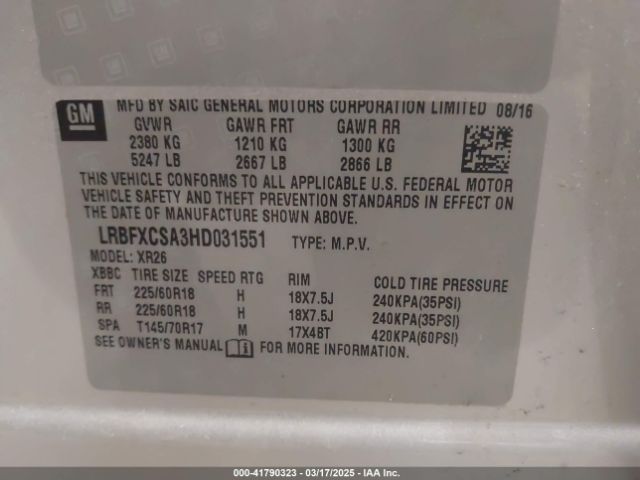 GM
MFD BY SAIC GENERAL MOTORS CORPORATION LIMITED 08/16
GVWR GAWR FRT GAWR RR
2380 KG 1210 KG 1300 KG
5247 LB 2667 LB 2866 LB
THIS VEHICLE CONFORMS TO ALL APPLICABLE U.S. FEDERAL MOTOR
VEHICLE SAFETY AND THEFT PREVENTION STANDARDS IN EFFECT ON
THE DATE OF MANUFACTURE SHOWN ABOVE.
LRBFXCSA3HD031551 TYPE: M.P.V.
MODEL: XR26
XBBC TIRE SIZE SPEED RTG RIM COLD TIRE PRESSURE
FRT 225/60R18 H 18X7.5J 240KPA(35PSI)
RR 225/60R18 H 18X7.5J 240KPA(35PSI)
SPA T145/70R17 M 17X4BT 420KPA(60PSI)
SEE OWNER'S MANUAL FOR MORE INFORMATION.
000-41790323 - 03/17/2025 - IAAI Inc.